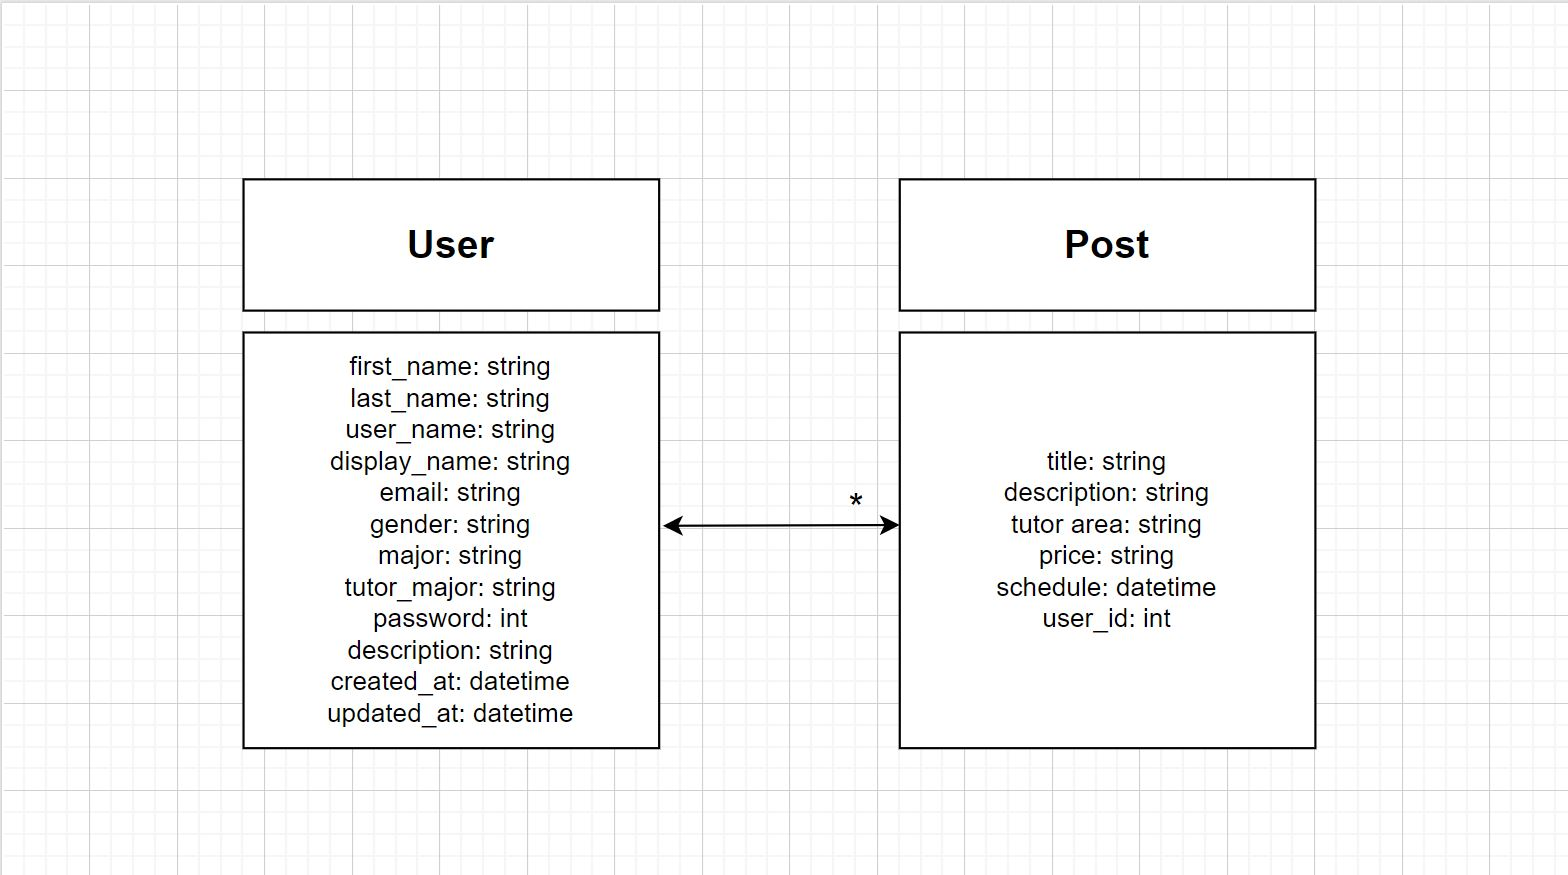 User
first_name: string
last_name: string
user_name: string
display_name: string
email: string
gender: string
major: string
tutor_major: string
password: int
description: string
created_at: datetime
updated_at: datetime
*
Post
title: string
description: string
tutor area: string
price: string
schedule: datetime
user_id: int